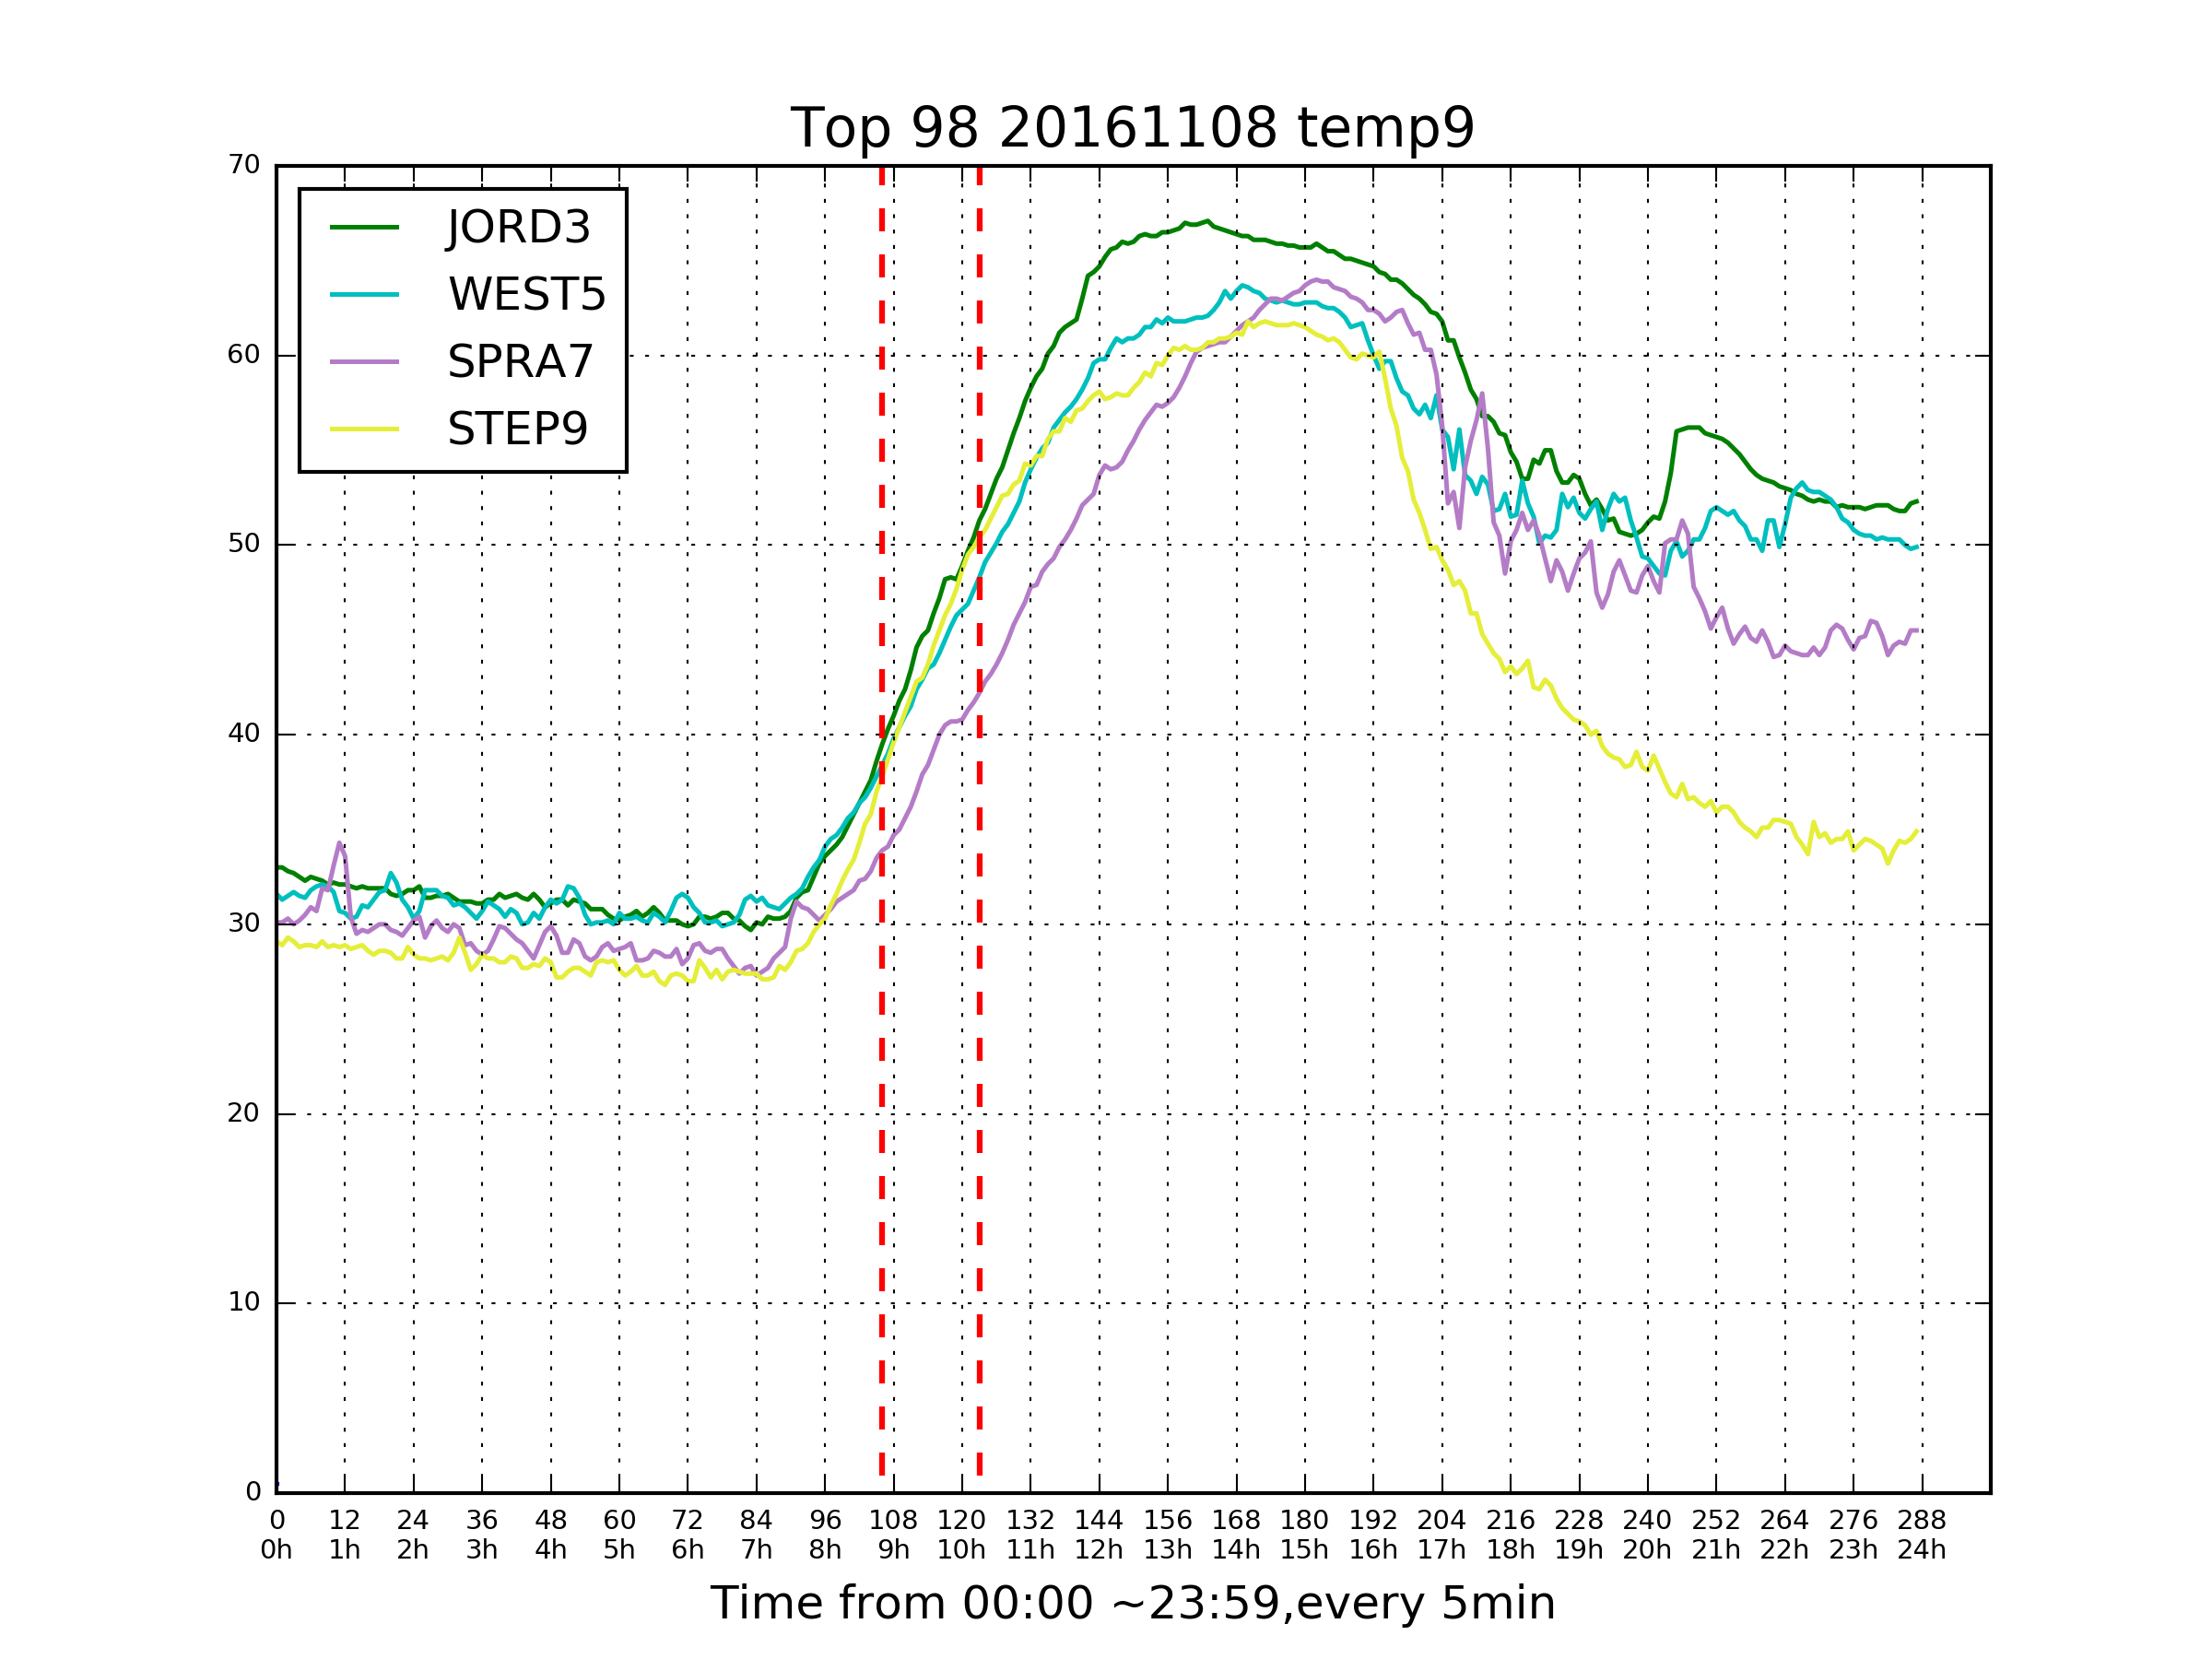 Top 98 20161108 temp9
70
60
50
40
30
20
10
0
JORD3
WEST5
SPRA7
STEP9
0 12 24 36 48 60 72 84 96 108 120 132 144 156 168 180 192 204 216 228 240 252 264 276 288
0h 1h 2h 3h 4h 5h 6h 7h 8h 9h 10h 11h 12h 13h 14h 15h 16h 17h 18h 19h 20h 21h 22h 23h 24h
Time from 00:00 ~23:59,every 5min